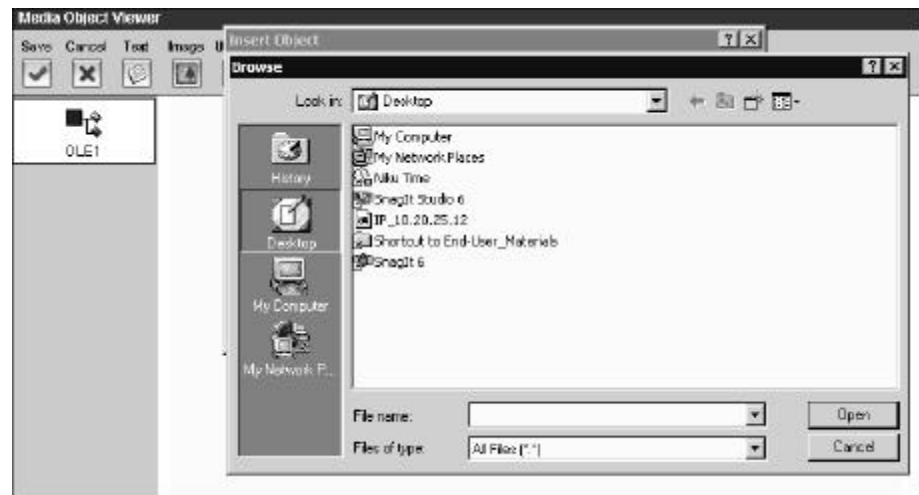 Media Object Viewer
Insert Object
Save Cancel Text Image
Browse
Look in: Desktop
OLE1
History
Desktop
My Computer
My Network P...
My Computer
My Network Places
Niku Time
SnagIt Studio 6
IP_10.20.25.12
Shortcut to End-User_Materials
SnagIt 6
File name:
Open
Files of type: All Files (*.*)
Cancel